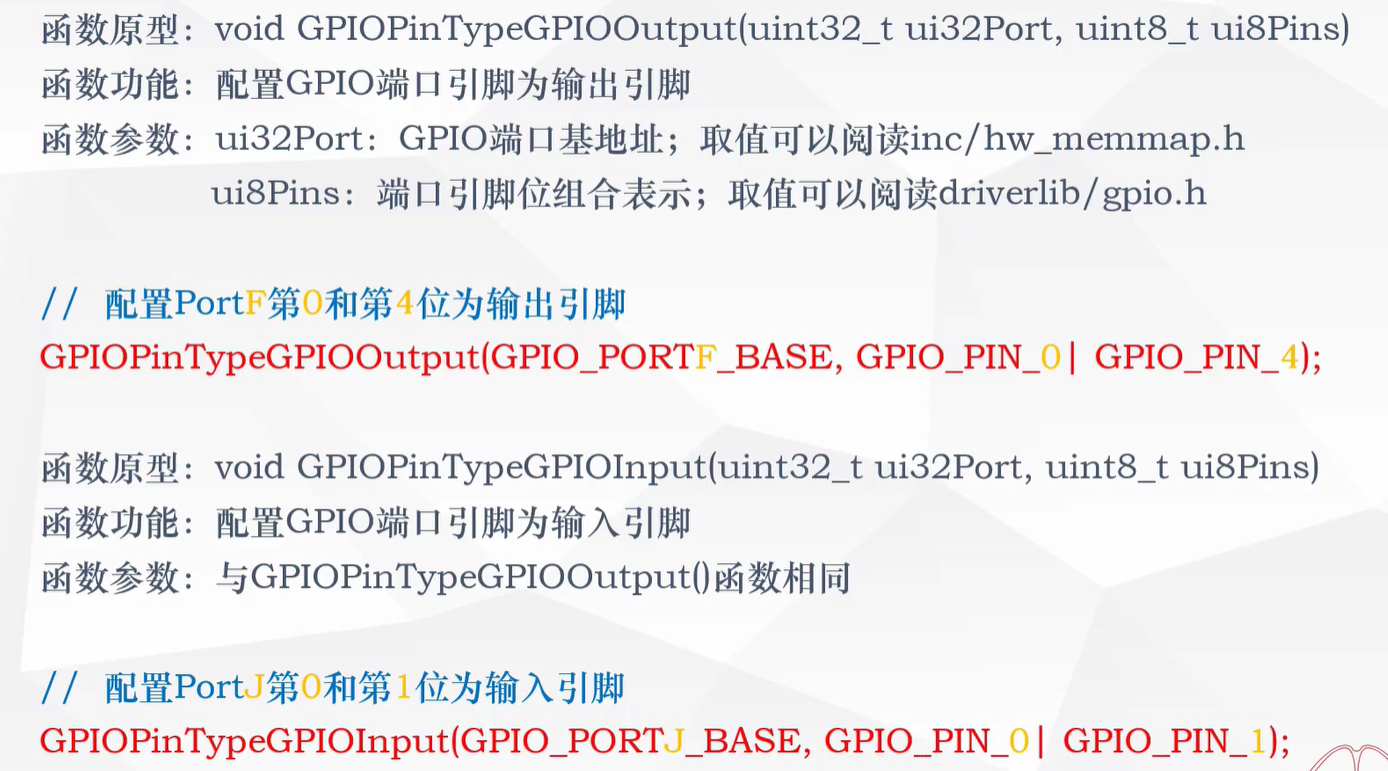 函数原型：void GPIOPinTypeGPIOOutput(uint32_t ui32Port, uint8_t ui8Pins)
函数功能：配置GPIO端口引脚为输出引脚
函数参数：ui32Port：GPIO端口基地址；取值可以阅读inc/hw_memmap.h
ui8Pins：端口引脚位组合表示；取值可以阅读driverlib/gpio.h
// 配置PortF第0和第4位为输出引脚
GPIOPinTypeGPIOOutput(GPIO_PORTF_BASE, GPIO_PIN_0| GPIO_PIN_4);
函数原型：void GPIOPinTypeGPIOInput(uint32_t ui32Port, uint8_t ui8Pins)
函数功能：配置GPIO端口引脚为输入引脚
函数参数：与GPIOPinTypeGPIOOutput()函数相同
// 配置PortJ第0和第1位为输入引脚
GPIOPinTypeGPIOInput(GPIO_PORTJ_BASE, GPIO_PIN_0| GPIO_PIN_1);